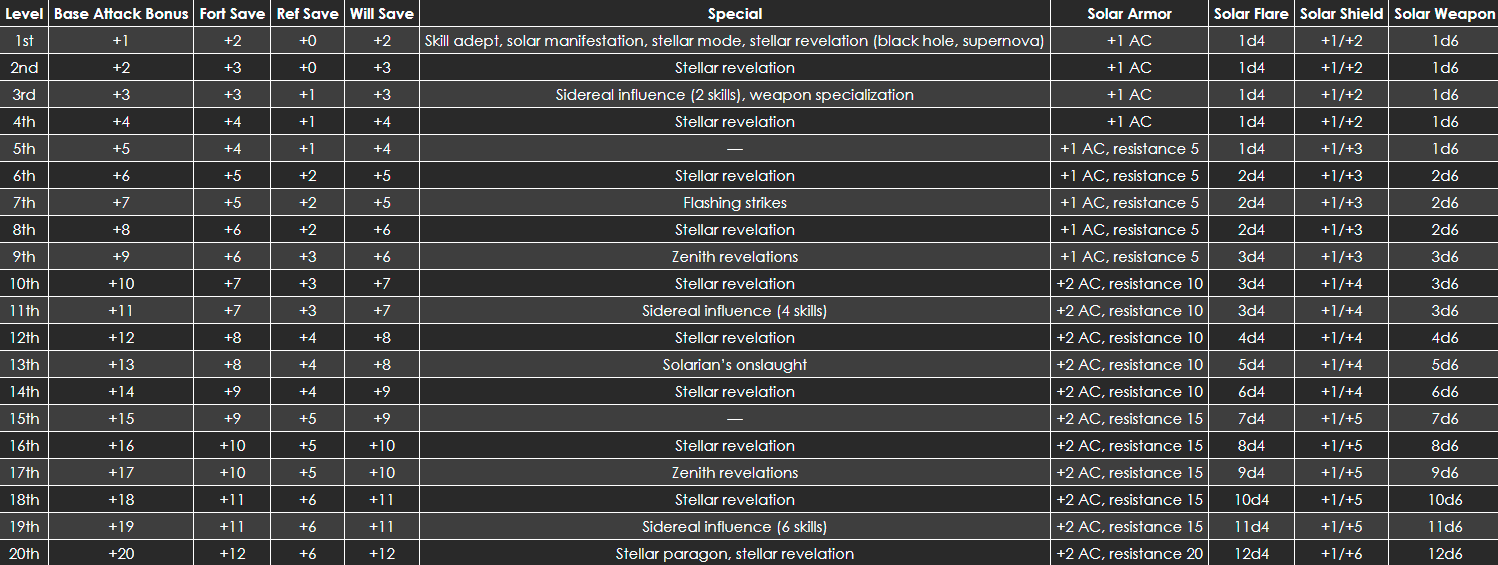 Level Base Attack Bonus Fort Save Ref Save Will Save Special Solar Armor Solar Flare Solar Shield Solar Weapon
1st +1 +2 +0 +2 Skill adept, solar manifestation, stellar mode, stellar revelation (black hole, supernova) +1 AC 1d4 +1/+2 1d6
2nd +2 +3 +0 +3 Stellar revelation +1 AC 1d4 +1/+2 1d6
3rd +3 +3 +1 +3 Sidereal influence (2 skills), weapon specialization +1 AC 1d4 +1/+2 1d6
4th +4 +4 +1 +4 Stellar revelation +1 AC 1d4 +1/+2 1d6
5th +5 +4 +1 +4 — +1 AC, resistance 5 1d4 +1/+3 1d6
6th +6 +5 +2 +5 Stellar revelation +1 AC, resistance 5 2d4 +1/+3 2d6
7th +7 +5 +2 +5 Flashing strikes +1 AC, resistance 5 2d4 +1/+3 2d6
8th +8 +6 +2 +6 Stellar revelation +1 AC, resistance 5 2d4 +1/+3 2d6
9th +9 +6 +3 +6 Zenith revelations +1 AC, resistance 5 3d4 +1/+3 3d6
10th +10 +7 +3 +7 Stellar revelation +2 AC, resistance 10 3d4 +1/+4 3d6
11th +11 +7 +3 +7 Sidereal influence (4 skills) +2 AC, resistance 10 3d4 +1/+4 3d6
12th +12 +8 +4 +8 Stellar revelation +2 AC, resistance 10 4d4 +1/+4 4d6
13th +13 +8 +4 +8 Solarian’s onslaught +2 AC, resistance 10 5d4 +1/+4 5d6
14th +14 +9 +4 +9 Stellar revelation +2 AC, resistance 10 6d4 +1/+4 6d6
15th +15 +9 +5 +9 — +2 AC, resistance 15 7d4 +1/+5 7d6
16th +16 +10 +5 +10 Stellar revelation +2 AC, resistance 15 8d4 +1/+5 8d6
17th +17 +10 +5 +10 Zenith revelations +2 AC, resistance 15 9d4 +1/+5 9d6
18th +18 +11 +6 +11 Stellar revelation +2 AC, resistance 15 10d4 +1/+5 10d6
19th +19 +11 +6 +11 Sidereal influence (6 skills) +2 AC, resistance 15 11d4 +1/+5 11d6
20th +20 +12 +6 +12 Stellar paragon, stellar revelation +2 AC, resistance 20 12d4 +1/+6 12d6